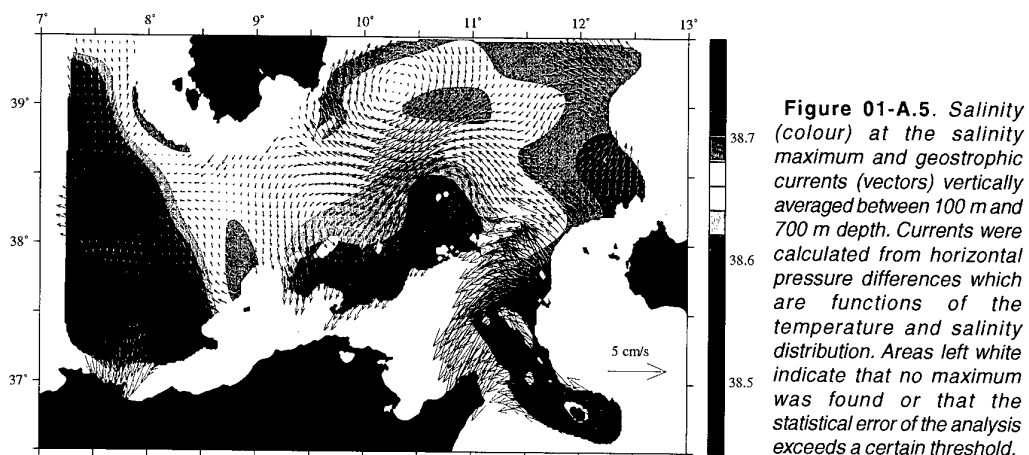 7° 8° 9° 10° 11° 12° 13°
39°
38°
37°
5 cm/s
38.7
38.6
38.5
Figure 01-A.5. Salinity
(colour) at the salinity
maximum and geostrophic
currents (vectors) vertically
averaged between 100 m and
700 m depth. Currents were
calculated from horizontal
pressure differences which
are functions of the
temperature and salinity
distribution. Areas left white
indicate that no maximum
was found or that the
statistical error of the analysis
exceeds a certain threshold.